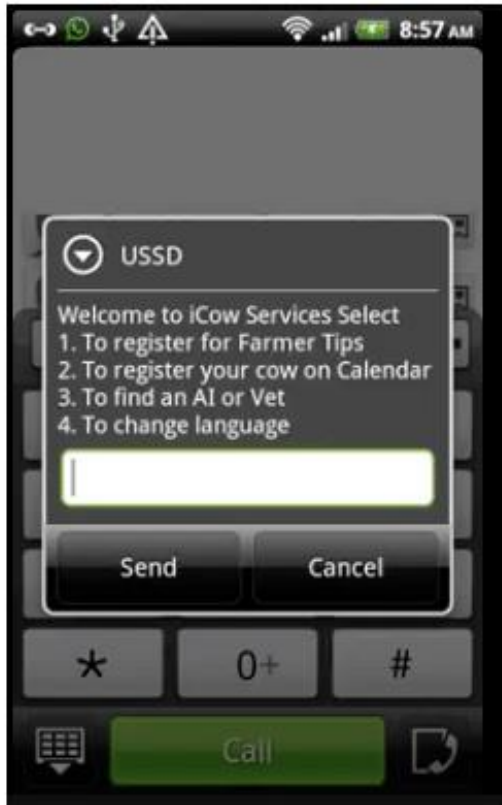 8:57 AM
USSD
Welcome to iCow Services Select
1. To register for Farmer Tips
2. To register your cow on Calendar
3. To find an AI or Vet
4. To change language
Send Cancel
* 0+ #
Call